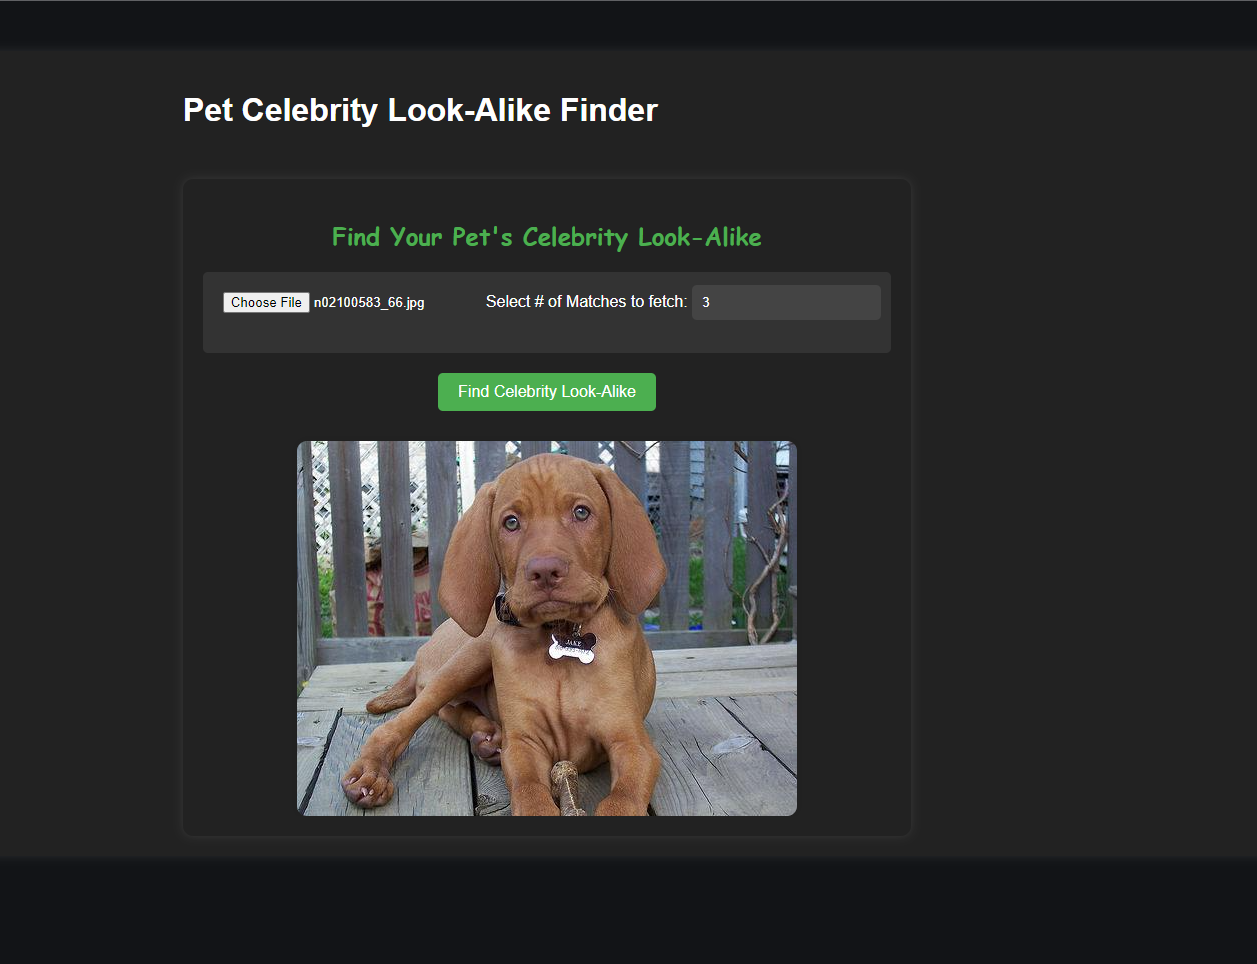 Pet Celebrity Look-Alike Finder
Find Your Pet's Celebrity Look-Alike
Choose File n02100583_66.jpg Select # of Matches to fetch: 3
Find Celebrity Look-Alike
JAKE